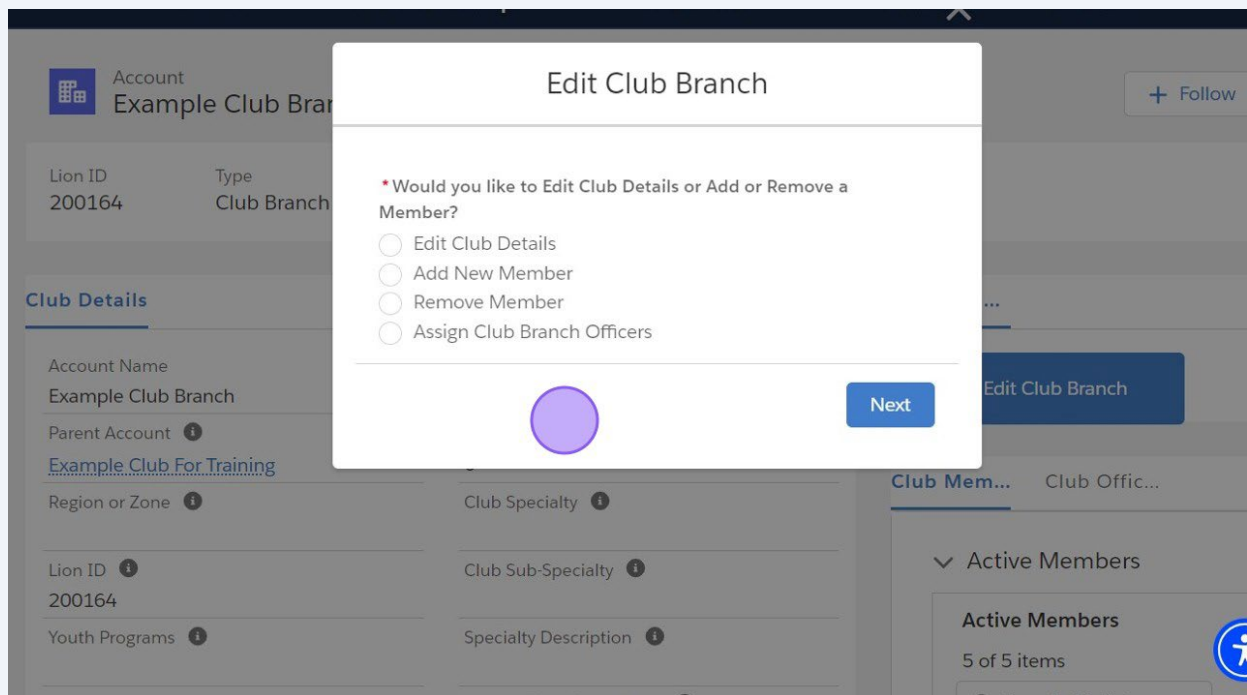 Account
Example Club Bran
+ Follow
Edit Club Branch
* Would you like to Edit Club Details or Add or Remove a
Member?
Edit Club Details
Add New Member
Remove Member
Assign Club Branch Officers
Next
Lion ID
200164
Type
Club Branch
Club Details
Account Name
Example Club Branch
Parent Account
Example Club For Training
Region or Zone
Club Specialty
Lion ID
200164
Club Sub-Specialty
Youth Programs
Specialty Description
...
Edit Club Branch
Club Mem...
Club Offic...
Active Members
Active Members
5 of 5 items